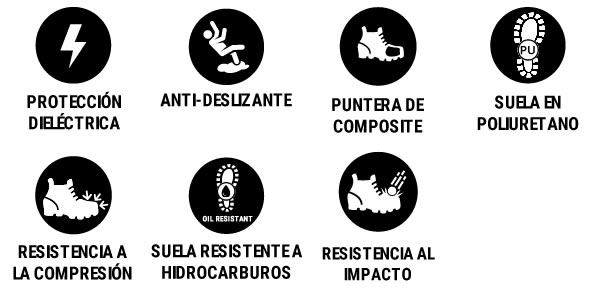 PROTECCIÓN
DIELÉCTRICA
ANTI-DESLIZANTE
PUNTERA DE
COMPOSITE
PU
SUELA EN
POLIURETANO
RESISTENCIA A
LA COMPRESIÓN
OIL RESISTANT
SUELA RESISTENTE A
HIDROCARBUROS
RESISTENCIA AL
IMPACTO